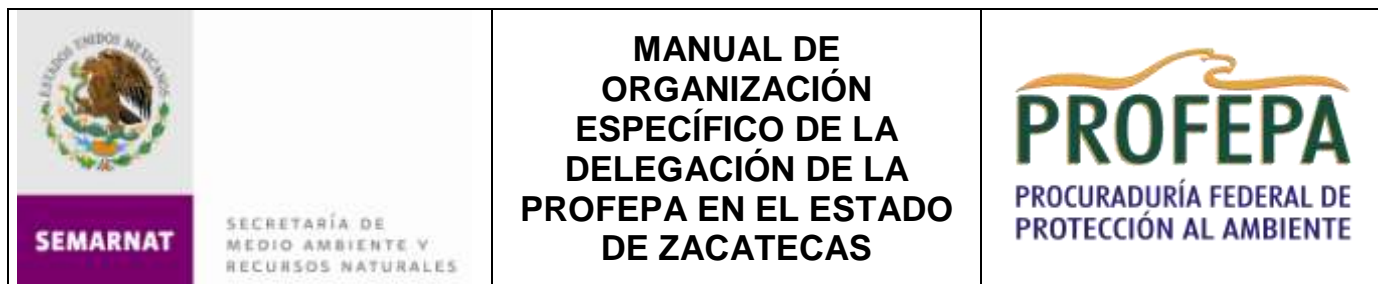 ESTADOS UNIDOS MEXICANOS
SEMARNAT
SECRETARÍA DE
MEDIO AMBIENTE Y
RECURSOS NATURALES
MANUAL DE
ORGANIZACIÓN
ESPECÍFICO DE LA
DELEGACIÓN DE LA
PROFEPA EN EL ESTADO
DE ZACATECAS
PROFEPA
PROCURADURÍA FEDERAL DE
PROTECCIÓN AL AMBIENTE